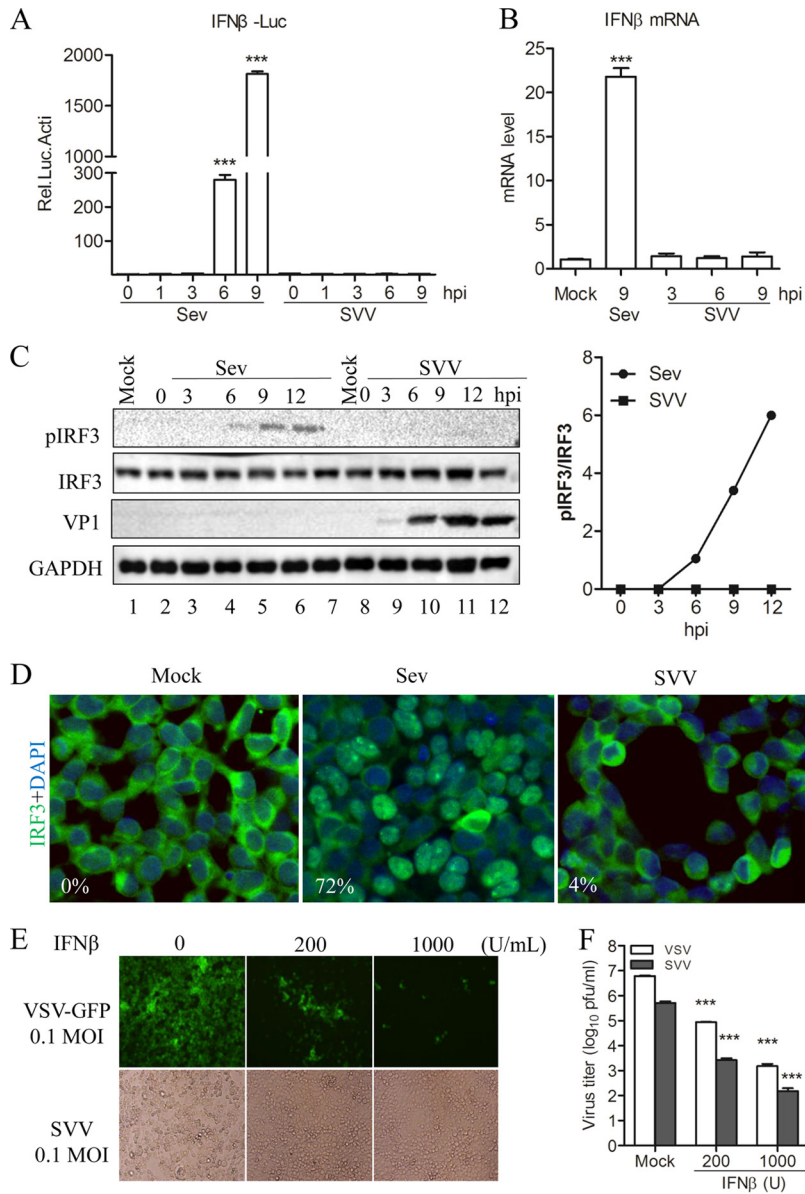 A
IFNβ -Luc
Rel.Luc.Acti
2000
1500
1000
300
200
100
***
***
0 1 3 6 9 0 1 3 6 9 hpi
Sev SVV
B
IFNβ mRNA
mRNA level
25
20
15
10
5
0
***
Mock 9 3 6 9 hpi
Sev SVV
C
Mock Sev Mock SVV
0 3 6 9 12 0 3 6 9 12 hpi
pIRF3
IRF3
VP1
GAPDH
1 2 3 4 5 6 7 8 9 10 11 12
pIRF3/IRF3
8
6
4
2
0
Sev
SVV
0 3 6 9 12
hpi
D
Mock Sev SVV
IRF3+DAPI
0% 72% 4%
E
IFNβ 0 200 1000 (U/mL)
VSV-GFP
0.1 MOI
SVV
0.1 MOI
F
Virus titer (log10 pfu/ml)
8
7
6
5
4
3
2
1
0
VSV
SVV
***
***
***
***
Mock 200 1000
IFNβ (U)